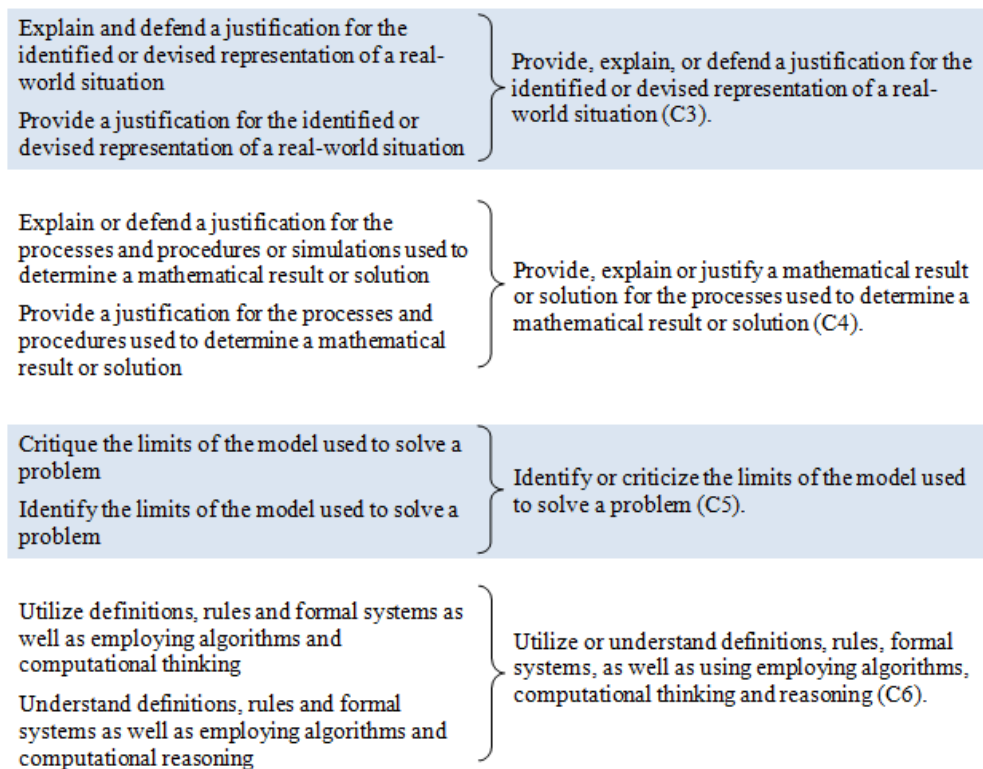 Explain and defend a justification for the
identified or devised representation of a real-
world situation
Provide a justification for the identified or
devised representation of a real-world situation
Provide, explain, or defend a justification for the
identified or devised representation of a real-
world situation (C3).
Explain or defend a justification for the
processes and procedures or simulations used to
determine a mathematical result or solution
Provide a justification for the processes and
procedures used to determine a mathematical
result or solution
Provide, explain or justify a mathematical result
or solution for the processes used to determine a
mathematical result or solution (C4).
Critique the limits of the model used to solve a
problem
Identify the limits of the model used to solve a
problem
Identify or criticize the limits of the model used
to solve a problem (C5).
Utilize definitions, rules and formal systems as
well as employing algorithms and
computational thinking
Understand definitions, rules and formal
systems as well as employing algorithms and
computational reasoning
Utilize or understand definitions, rules, formal
systems, as well as using employing algorithms,
computational thinking and reasoning (C6).